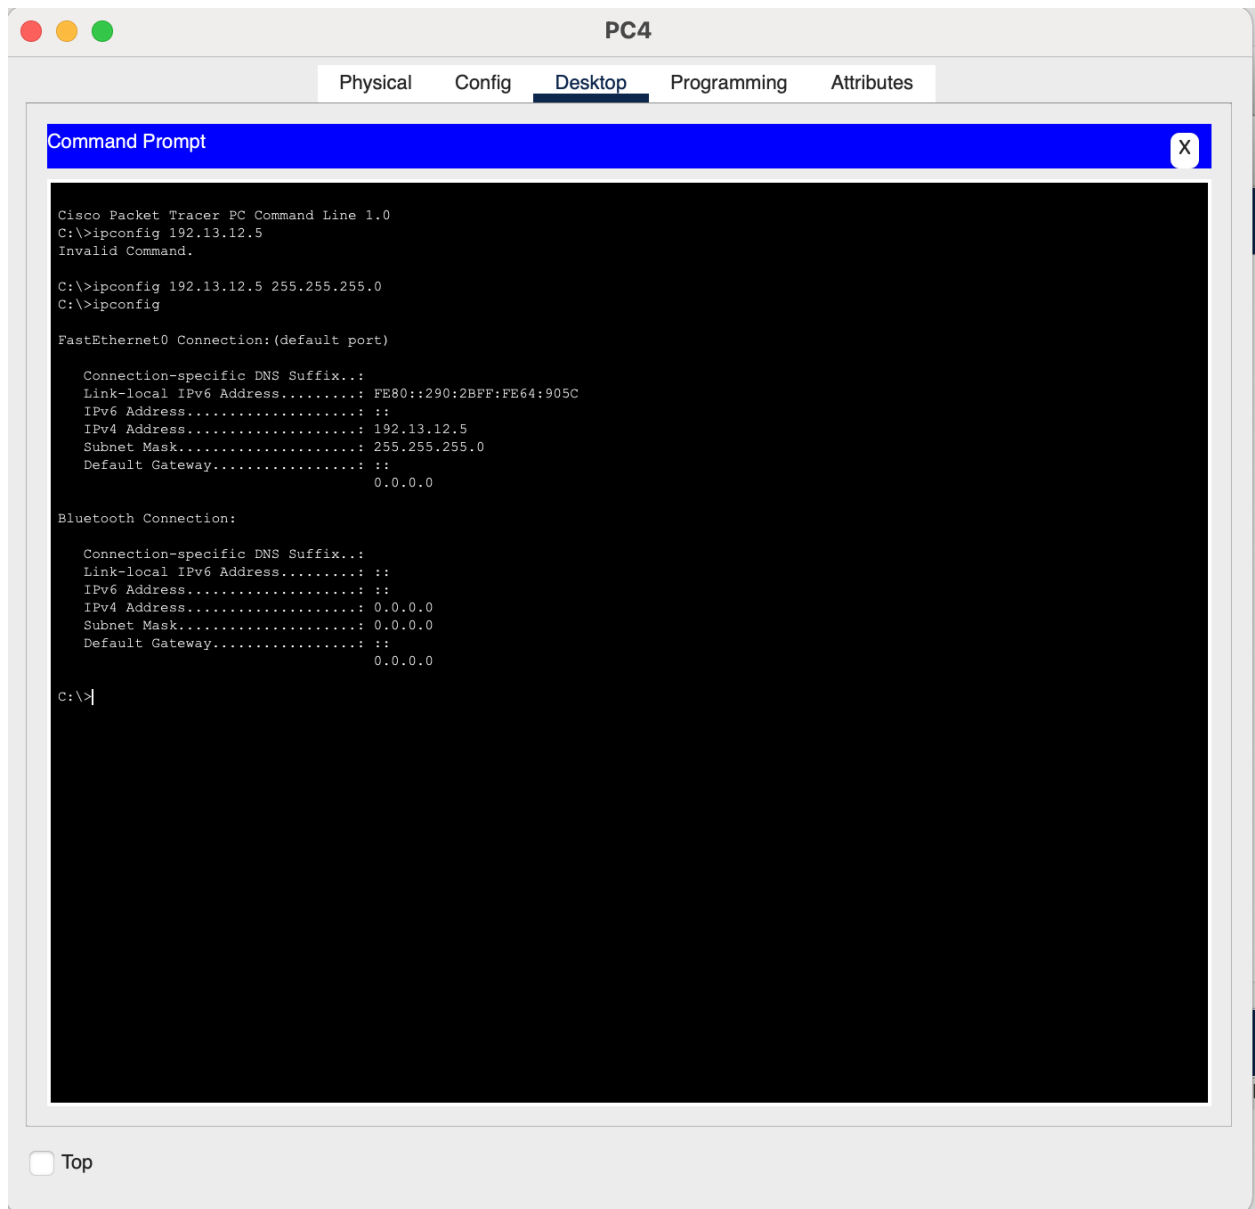 PC4
Physical Config Desktop Programming Attributes
Command Prompt
X
Cisco Packet Tracer PC Command Line 1.0
C:\>ipconfig 192.13.12.5
Invalid Command.
C:\>ipconfig 192.13.12.5 255.255.255.0
C:\>ipconfig
FastEthernet0 Connection:(default port)
Connection-specific DNS Suffix..:
Link-local IPv6 Address.........: FE80::290:2BFF:FE64:905C
IPv6 Address....................: ::
IPv4 Address....................: 192.13.12.5
Subnet Mask.....................: 255.255.255.0
Default Gateway.................: ::
0.0.0.0
Bluetooth Connection:
Connection-specific DNS Suffix..:
Link-local IPv6 Address.........: ::
IPv6 Address....................: ::
IPv4 Address....................: 0.0.0.0
Subnet Mask.....................: 0.0.0.0
Default Gateway.................: ::
0.0.0.0
C:\>
Top